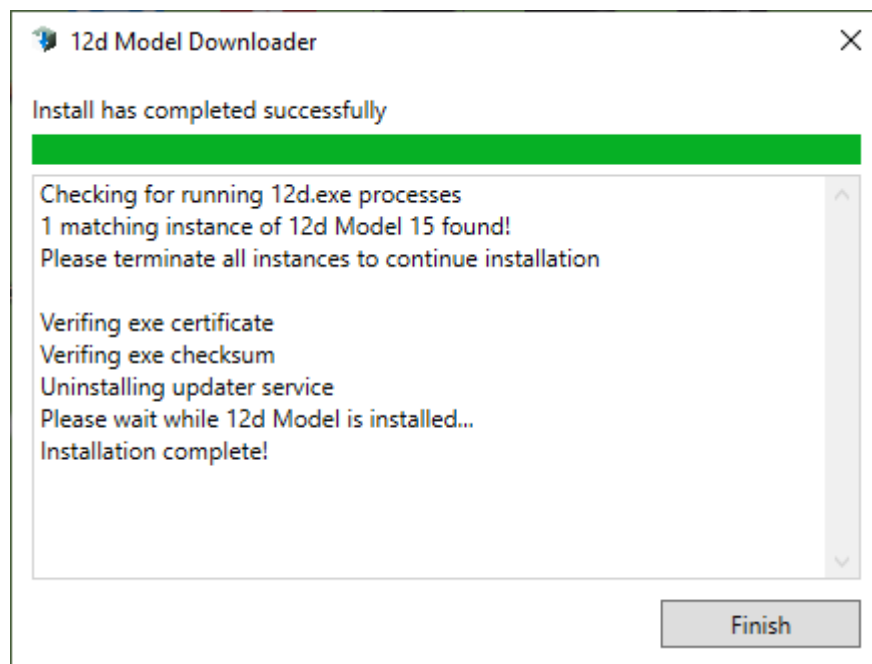 12d Model Downloader
Install has completed successfully
Checking for running 12d.exe processes
1 matching instance of 12d Model 15 found!
Please terminate all instances to continue installation
Verifing exe certificate
Verifing exe checksum
Uninstalling updater service
Please wait while 12d Model is installed...
Installation complete!
Finish